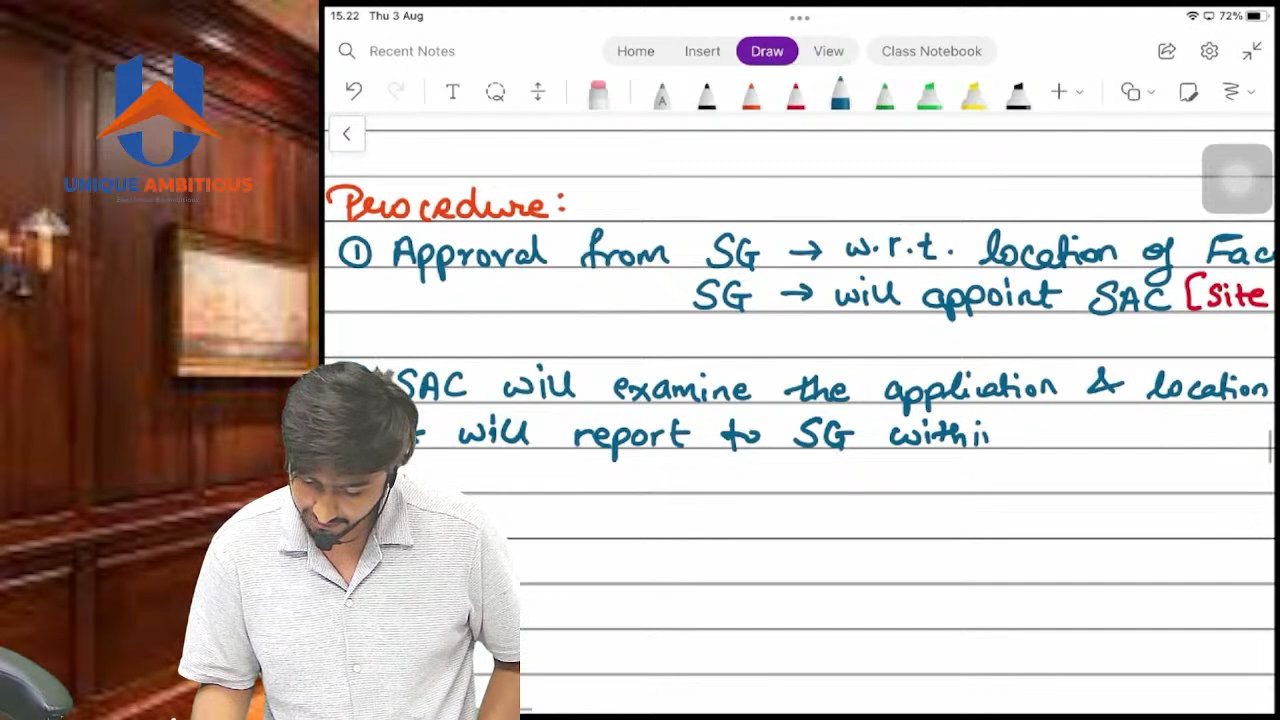 15.22 Thu 3 Aug
72%
Recent Notes
Home Insert Draw View Class Notebook
UNIQUE AMBITIOUS
Procedure:
① Approval from SG → w.r.t. location of Fac
SG → will appoint SAC [site
SAC will examine the application & location
will report to SG withi